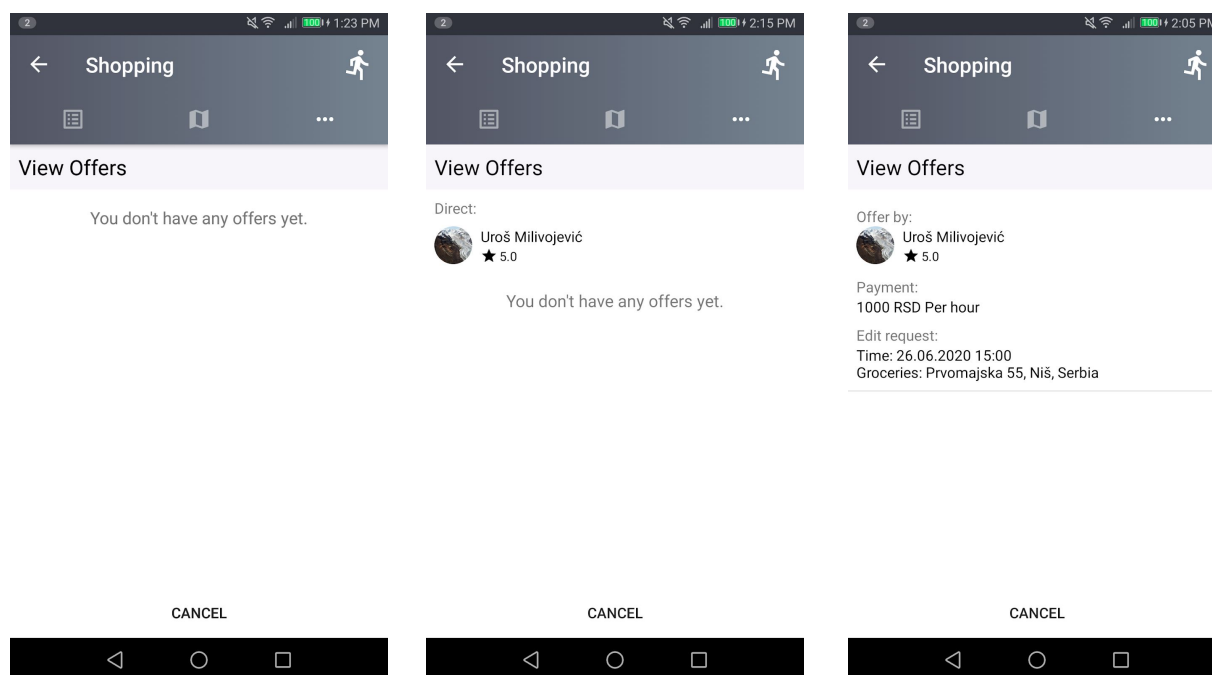 2
100 1:23 PM
Shopping
View Offers
You don't have any offers yet.
CANCEL
2
100 2:15 PM
Shopping
View Offers
Direct:
Uroš Milivojević
5.0
You don't have any offers yet.
CANCEL
2
100 2:05 PM
Shopping
View Offers
Offer by:
Uroš Milivojević
5.0
Payment:
1000 RSD Per hour
Edit request:
Time: 26.06.2020 15:00
Groceries: Prvomajska 55, Niš, Serbia
CANCEL